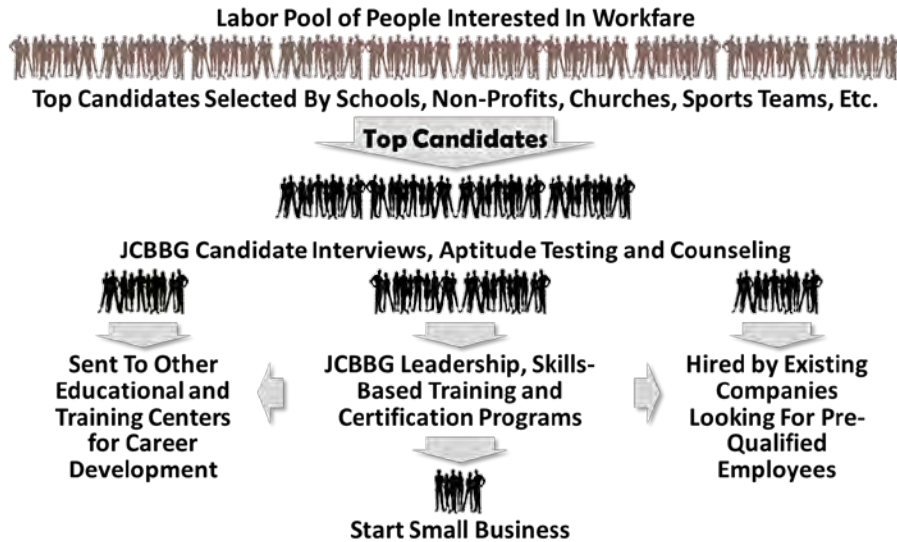 Labor Pool of People Interested In Workfare
Top Candidates Selected By Schools, Non-Profits, Churches, Sports Teams, Etc.
Top Candidates
JCBBG Candidate Interviews, Aptitude Testing and Counseling
Sent To Other
Educational and
Training Centers
for Career
Development
JCBBG Leadership, Skills-
Based Training and
Certification Programs
Hired by Existing
Companies
Looking For Pre-
Qualified
Employees
Start Small Business